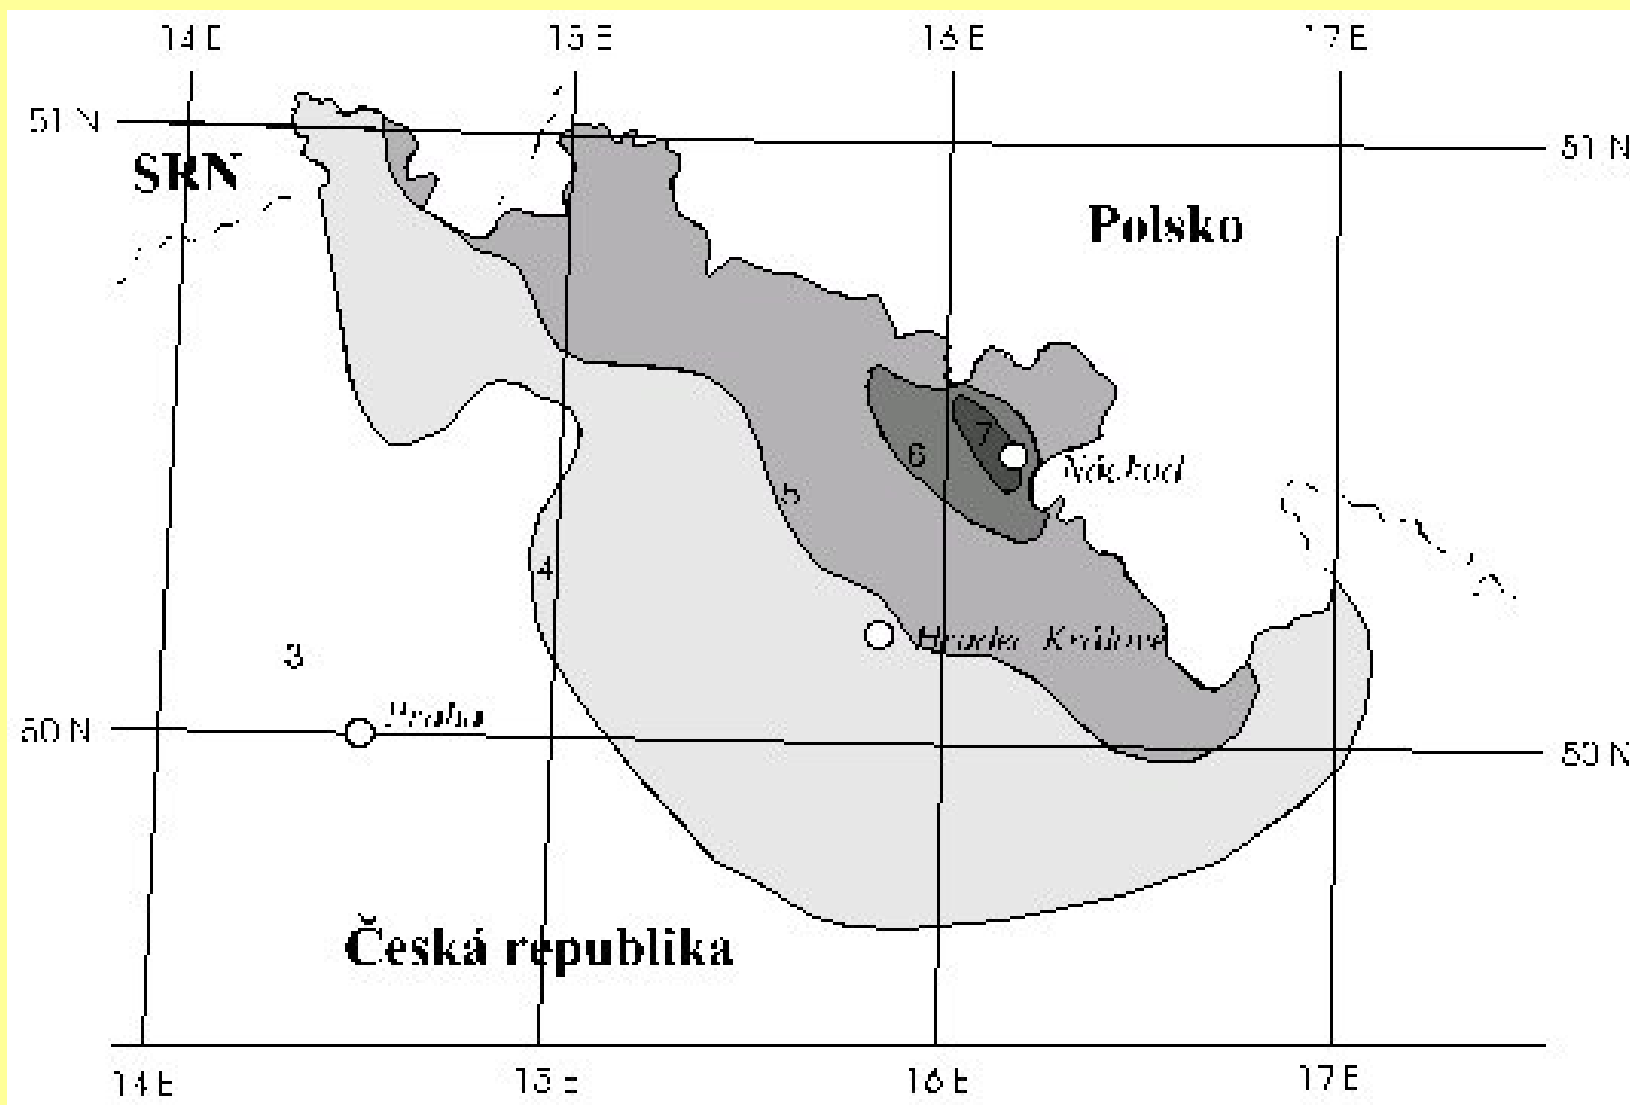 14 E 15 E 16 E 17 E
51 N
51 N
SRN
Polsko
7
6
Náchod
5
4
Hradec Králové
3
Praha
50 N
50 N
Česká republika
14 E 15 E 16 E 17 E